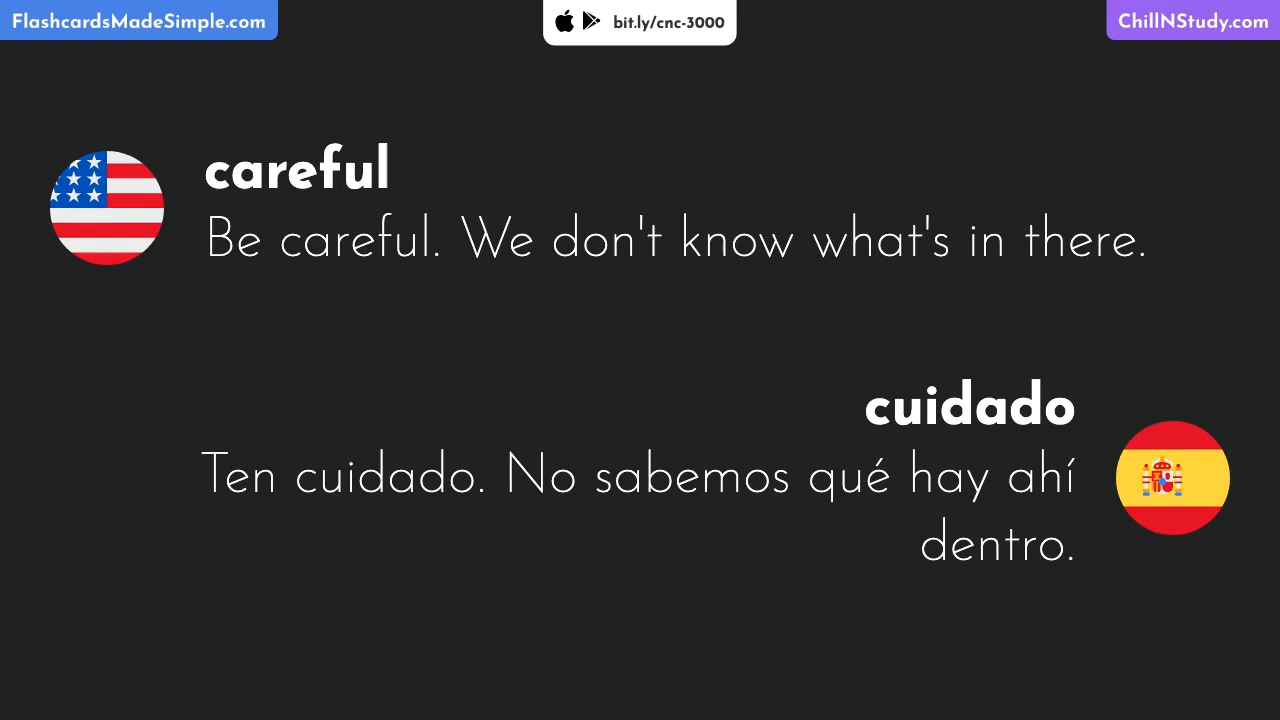 FlashcardsMadeSimple.com
bit.ly/cnc-3000
ChillNStudy.com
careful
Be careful. We don't know what's in there.
cuidado
Ten cuidado. No sabemos qué hay ahí
dentro.